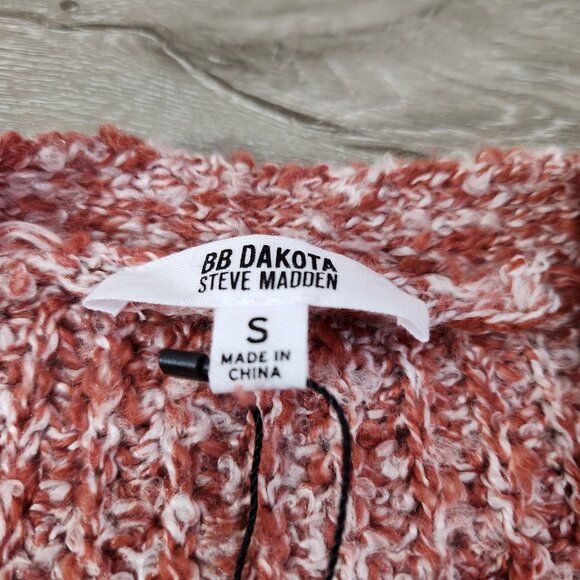 BB DAKOTA
STEVE MADDEN
S
MADE IN
CHINA